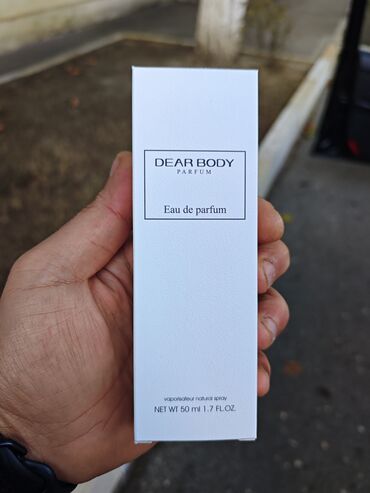 DEAR BODY
PARFUM
Eau de parfum
vaporisateur natural spray
NET WT 50 ml 1.7 FL.OZ.